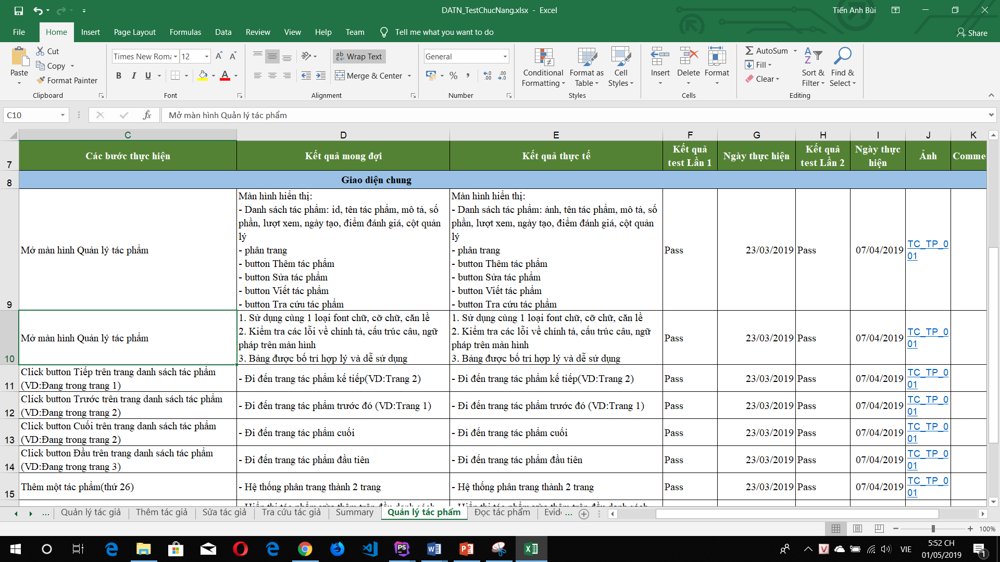 DATN_TestChucNang.xlsx - Excel
Tiến Anh Bùi
File Home Insert Page Layout Formulas Data Review View Help Team Tell me what you want to do
Share
Paste
Cut
Copy
Format Painter
Clipboard
Times New Roma 12
B I U
Font
Wrap Text
Merge & Center
Alignment
General
Number
Conditional Formatting
Format as Table
Cell Styles
Styles
Insert Delete Format
Cells
AutoSum
Fill
Clear
Sort & Filter
Find & Select
Editing
C10
fx
Mở màn hình Quản lý tác phẩm
C D E F G H I J K
7 Các bước thực hiện Kết quả mong đợi Kết quả thực tế Kết quả test Lần 1 Ngày thực hiện Kết quả test Lần 2 Ngày thực hiện Ảnh Comme
8 Giao diện chung
9 Mở màn hình Quản lý tác phẩm
Màn hình hiển thị:
- Danh sách tác phẩm: id, tên tác phẩm, mô tả, số
phần, lượt xem, ngày tạo, điểm đánh giá, cột quản
lý
- phân trang
- button Thêm tác phẩm
- button Sửa tác phẩm
- button Viết tác phẩm
- button Tra cứu tác phẩm
Màn hình hiển thị:
- Danh sách tác phẩm: ảnh, tên tác phẩm, mô tả, số
phần, lượt xem, ngày tạo, điểm đánh giá, cột quản
lý
- phân trang
- button Thêm tác phẩm
- button Sửa tác phẩm
- button Viết tác phẩm
- button Tra cứu tác phẩm
Pass 23/03/2019 Pass 07/04/2019 TC_TP_001
10 Mở màn hình Quản lý tác phẩm
1. Sử dụng cùng 1 loại font chữ, cỡ chữ, căn lề
2. Kiểm tra các lỗi về chính tả, cấu trúc câu, ngữ
pháp trên màn hình
3. Bảng được bố trí hợp lý và dễ sử dụng
1. Sử dụng cùng 1 loại font chữ, cỡ chữ, căn lề
2. Kiểm tra các lỗi về chính tả, cấu trúc câu, ngữ
pháp trên màn hình
3. Bảng được bố trí hợp lý và dễ sử dụng
Pass 23/03/2019 Pass 07/04/2019 TC_TP_001
11 Click button Tiếp trên trang danh sách tác phẩm
(VD:Đang trong trang 1)
- Đi đến trang tác phẩm kế tiếp(VD:Trang 2)
- Đi đến trang tác phẩm kế tiếp(VD:Trang 2)
Pass 23/03/2019 Pass 07/04/2019 TC_TP_001
12 Click button Trước trên trang danh sách tác phẩm
(VD:Đang trong trang 2)
- Đi đến trang tác phẩm trước đó (VD:Trang 1)
- Đi đến trang tác phẩm trước đó (VD:Trang 1)
Pass 23/03/2019 Pass 07/04/2019 TC_TP_001
13 Click button Cuối trên trang danh sách tác phẩm
(VD:Đang trong trang 2)
- Đi đến trang tác phẩm cuối
- Đi đến trang tác phẩm cuối
Pass 23/03/2019 Pass 07/04/2019 TC_TP_001
14 Click button Đầu trên trang danh sách tác phẩm
(VD:Đang trong trang 3)
- Đi đến trang tác phẩm đầu tiên
- Đi đến trang tác phẩm đầu tiên
Pass 23/03/2019 Pass 07/04/2019 TC_TP_001
15 Thêm một tác phẩm(thứ 26)
- Hệ thống phân trang thành 2 trang
- Hệ thống phân trang thành 2 trang
Pass 23/03/2019 Pass 07/04/2019 TC_TP_001
... Quản lý tác giả Thêm tác giả Sửa tác giả Tra cứu tác giả Summary Quản lý tác phẩm Đọc tác phẩm Evid ...
100%
VIE
5:52 CH
01/05/2019
1